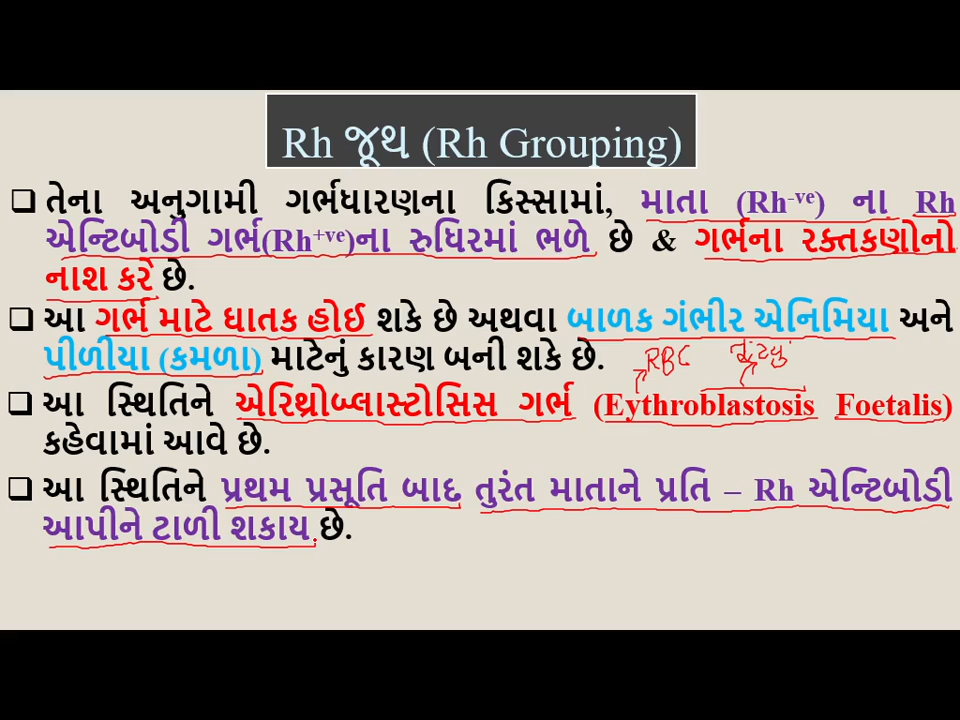 Rh જૂથ (Rh Grouping)
❑ તેના અનુગામી ગર્ભધારણના કિસ્સામાં, માતા (Rh-ve) ના Rh
એન્ટિબોડી ગર્ભ(Rh+ve)ના રુધિરમાં ભળે છે & ગર્ભના રક્તકણોનો
નાશ કરે છે.
❑ આ ગર્ભ માટે ઘાતક હોઈ શકે છે અથવા બાળક ગંભીર એનિમિયા અને
પીળીયા (કમળા) માટેનું કારણ બની શકે છે.
RBC
❑ આ સ્થિતિને એરિથ્રોબ્લાસ્ટોસિસ ગર્ભ (Eythroblastosis Foetalis)
કહેવામાં આવે છે.
❑ આ સ્થિતિને પ્રથમ પ્રસૂતિ બાદ તુરંત માતાને પ્રતિ – Rh એન્ટિબોડી
આપીને ટાળી શકાય છે.